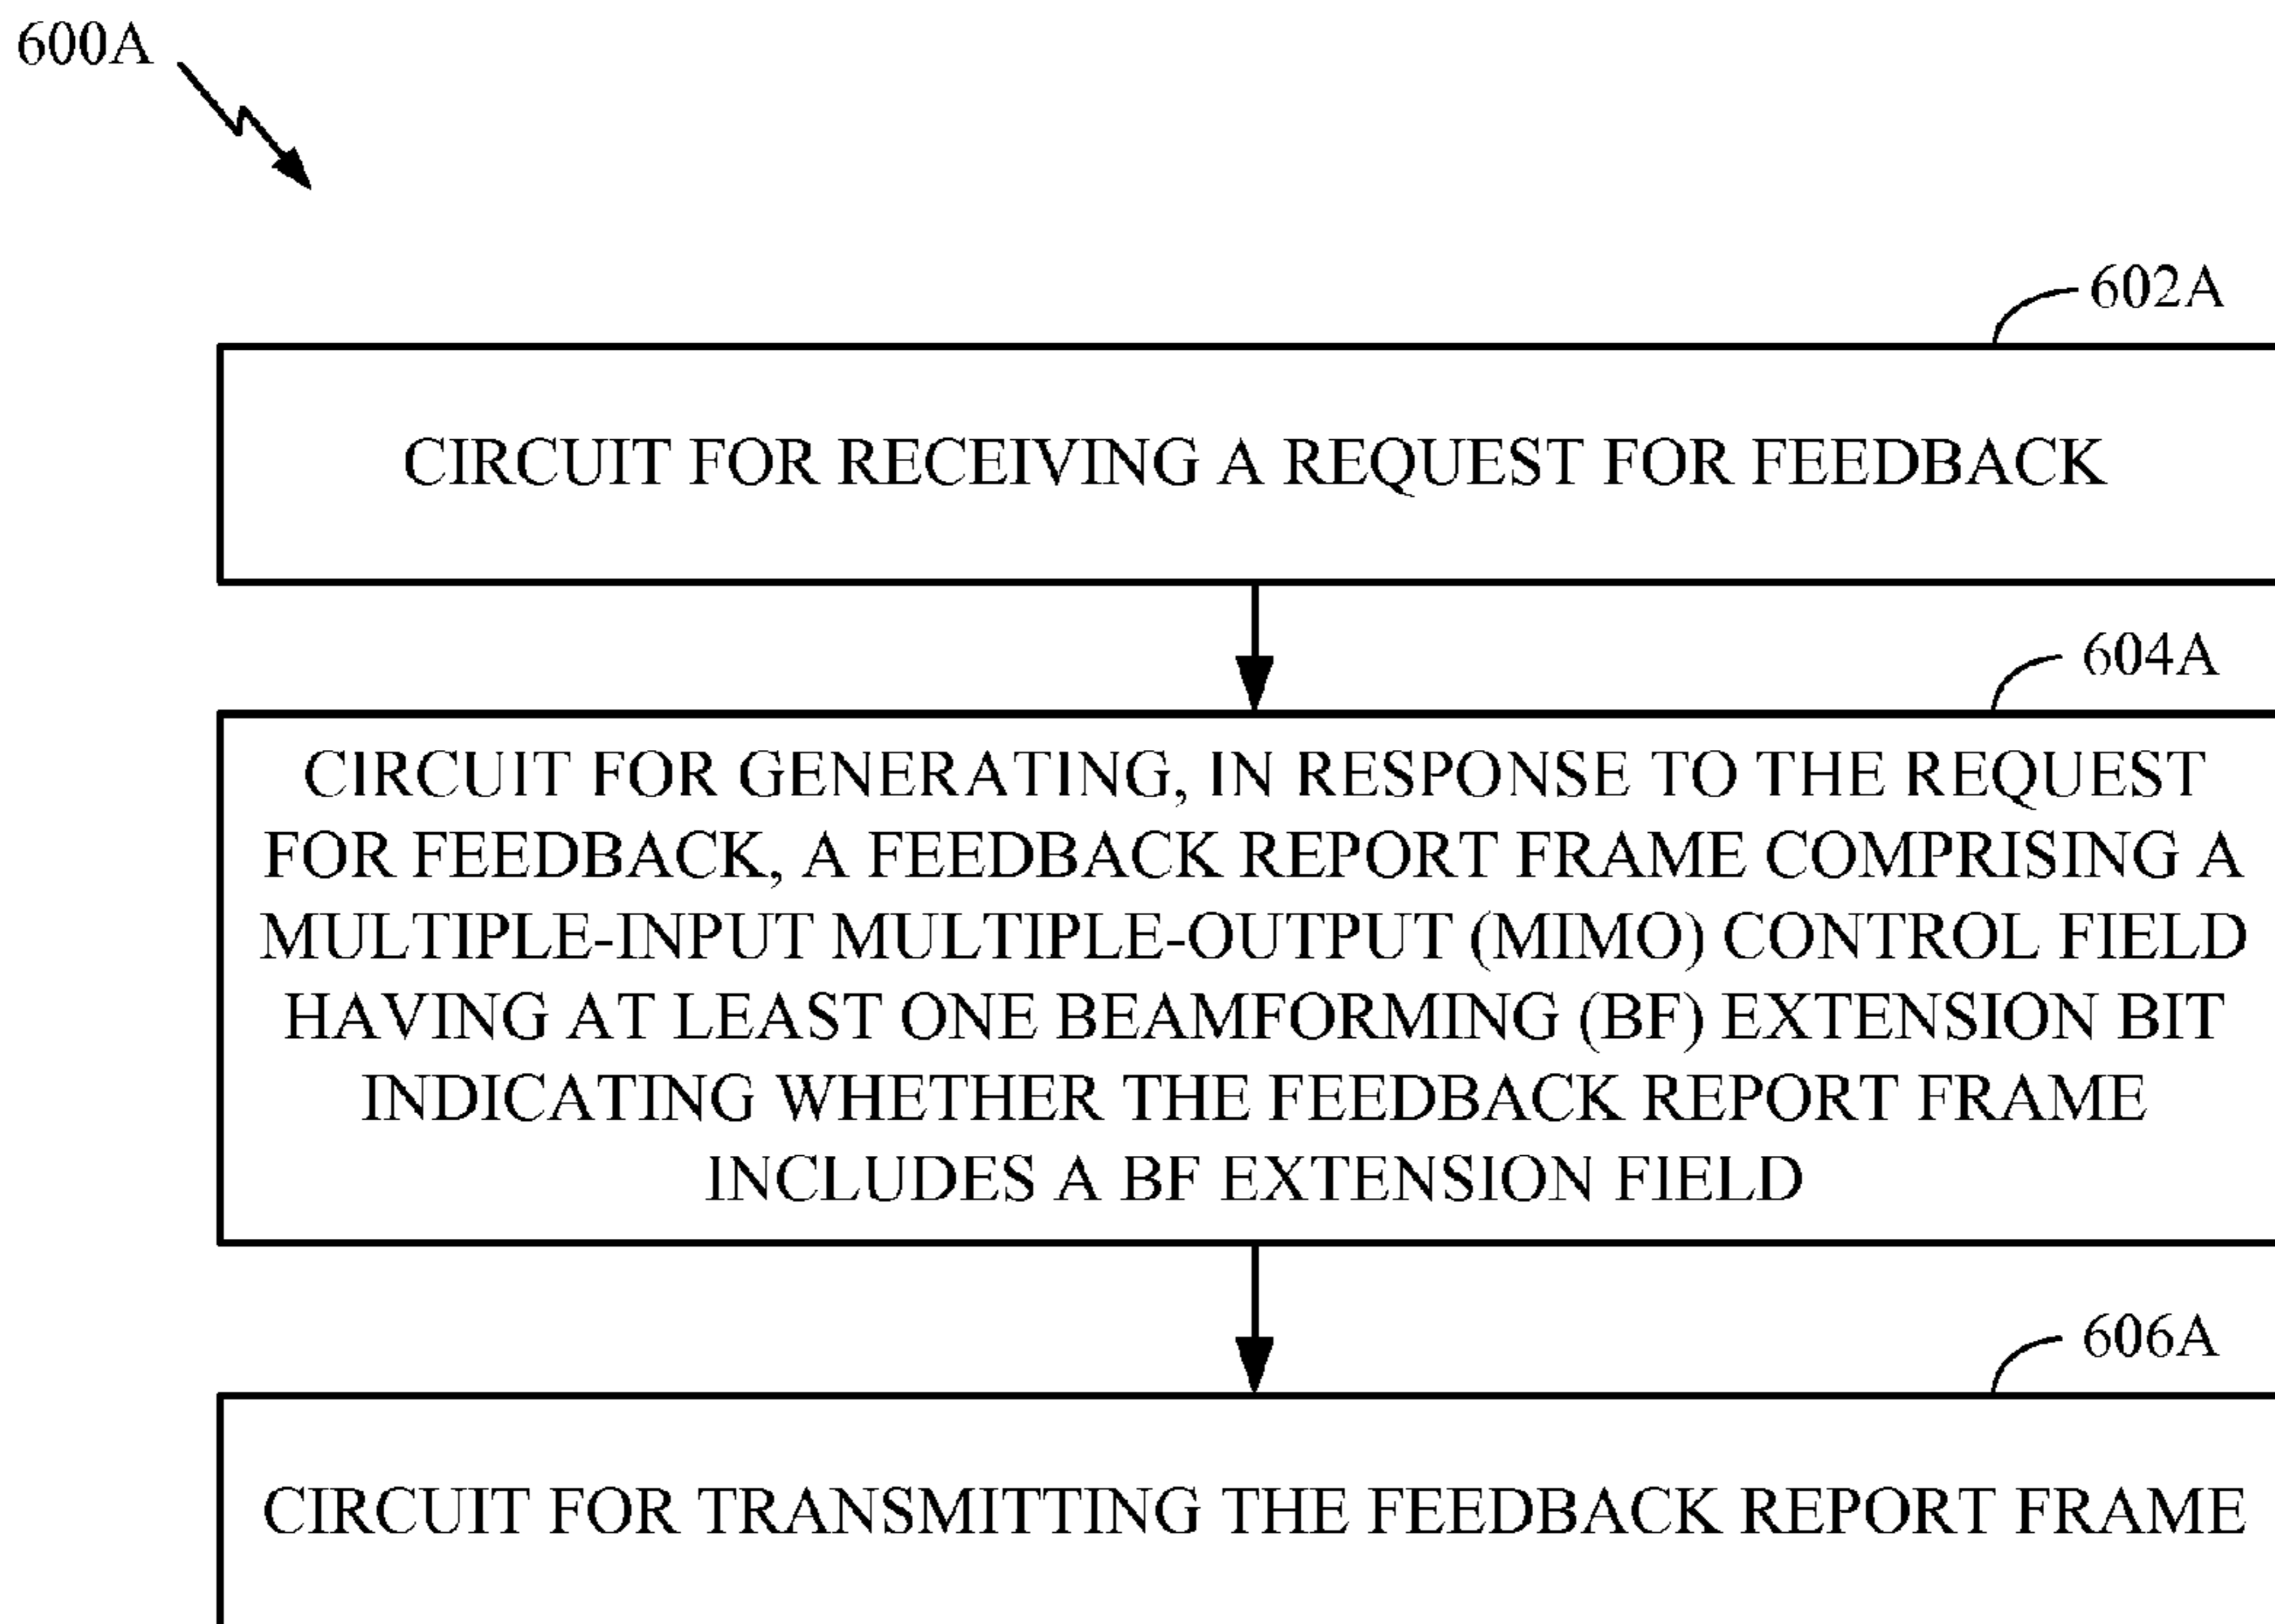 600A
602A
CIRCUIT FOR RECEIVING A REQUEST FOR FEEDBACK
604A
CIRCUIT FOR GENERATING, IN RESPONSE TO THE REQUEST
FOR FEEDBACK, A FEEDBACK REPORT FRAME COMPRISING A
MULTIPLE-INPUT MULTIPLE-OUTPUT (MIMO) CONTROL FIELD
HAVING AT LEAST ONE BEAMFORMING (BF) EXTENSION BIT
INDICATING WHETHER THE FEEDBACK REPORT FRAME
INCLUDES A BF EXTENSION FIELD
606A
CIRCUIT FOR TRANSMITTING THE FEEDBACK REPORT FRAME